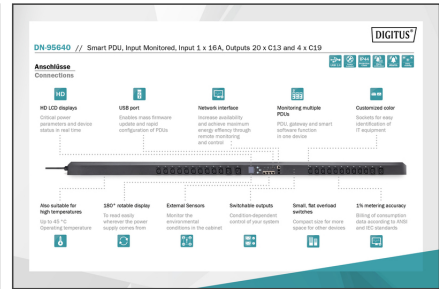 DIGITUS®
DN-95640 // Smart PDU, Input Monitored, Input 1 x 16A, Outputs 20 x C13 and 4 x C19
Anschlüsse
Connections
HD
HD LCD displays
Critical power
parameters and device
status in real time
USB port
Enables mass firmware
update and rapid
configuration of PDUs
Network interface
Increase availability
and achieve maximum
energy efficacy through
remote monitoring
and control
Monitoring multiple
PDUs
PDU, gateway and smart
software function
in one device
Customized color
Sockets for easy
identification of
IT equipment
Also suitable for
high temperatures
Up to 45 °C
Operating temperature
180° rotable display
To read easily
wherever the power
supply comes from
External Sensors
Monitor the
environmental
conditions in the cabinet
Switchable outputs
Condition-dependent
control of your system
Small, flat overload
switches
Compact size for more
space for other devices
1% metering accuracy
Billing of consumption
data according to ANSI
and IEC standards